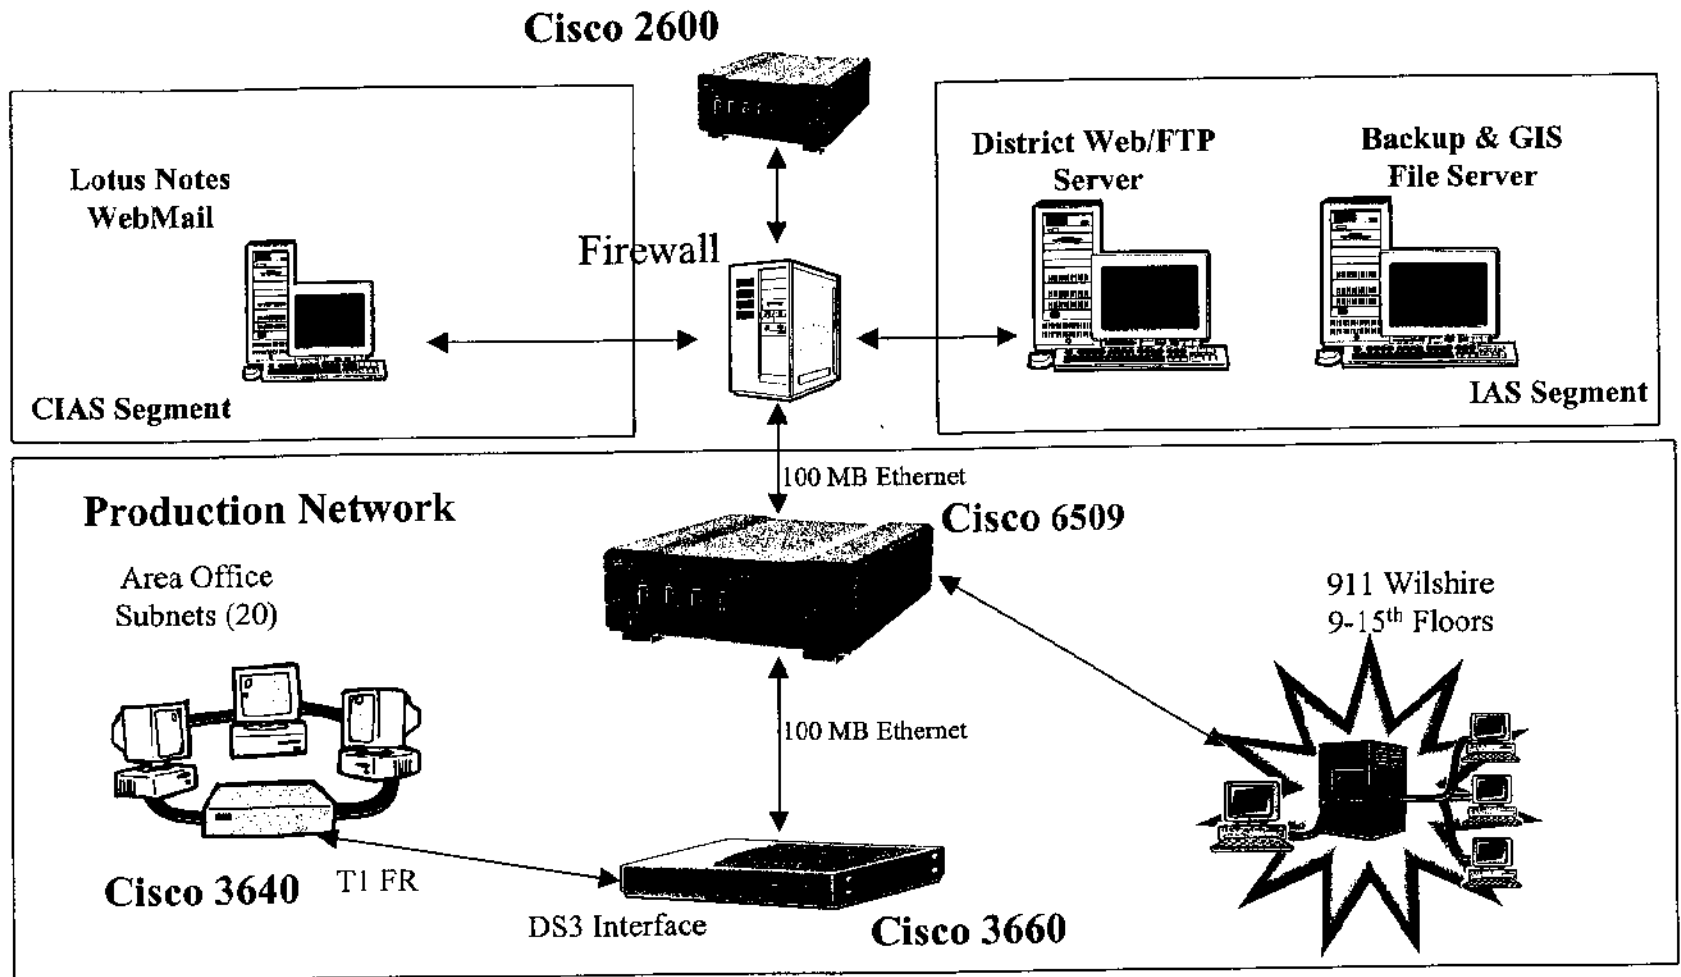 Cisco 2600
Lotus Notes
WebMail
CIAS Segment
Firewall
District Web/FTP
Server
Backup & GIS
File Server
IAS Segment
100 MB Ethernet
Production Network
Cisco 6509
Area Office
Subnets (20)
911 Wilshire
9-15th Floors
100 MB Ethernet
Cisco 3640
T1 FR
DS3 Interface
Cisco 3660